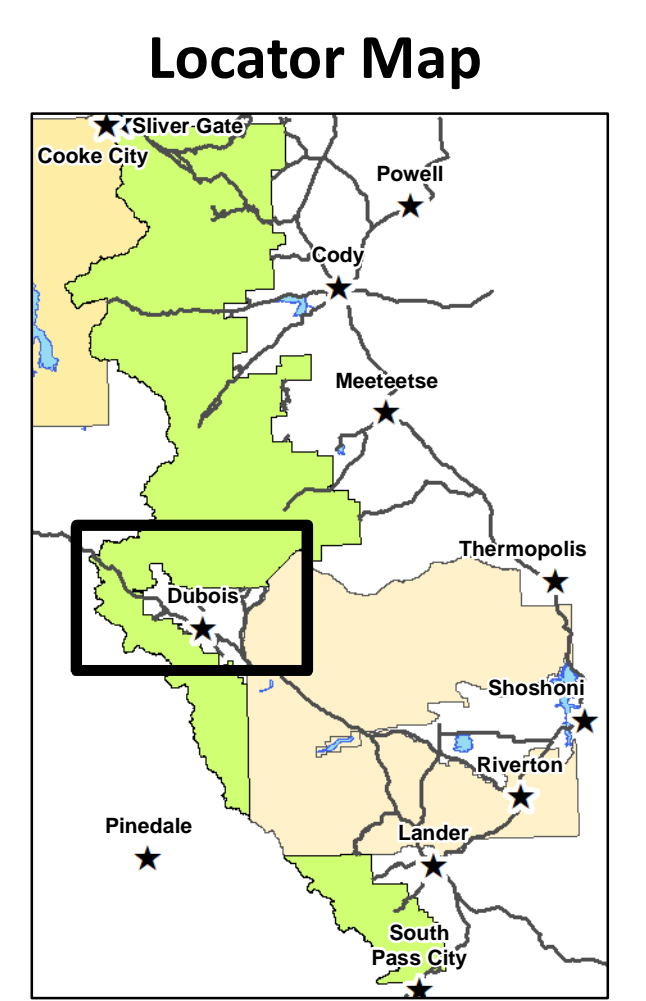 Locator Map
Sliver Gate
Cooke City
Powell
Cody
Meeteetse
Thermopolis
Dubois
Shoshoni
Riverton
Pinedale
Lander
South
Pass City